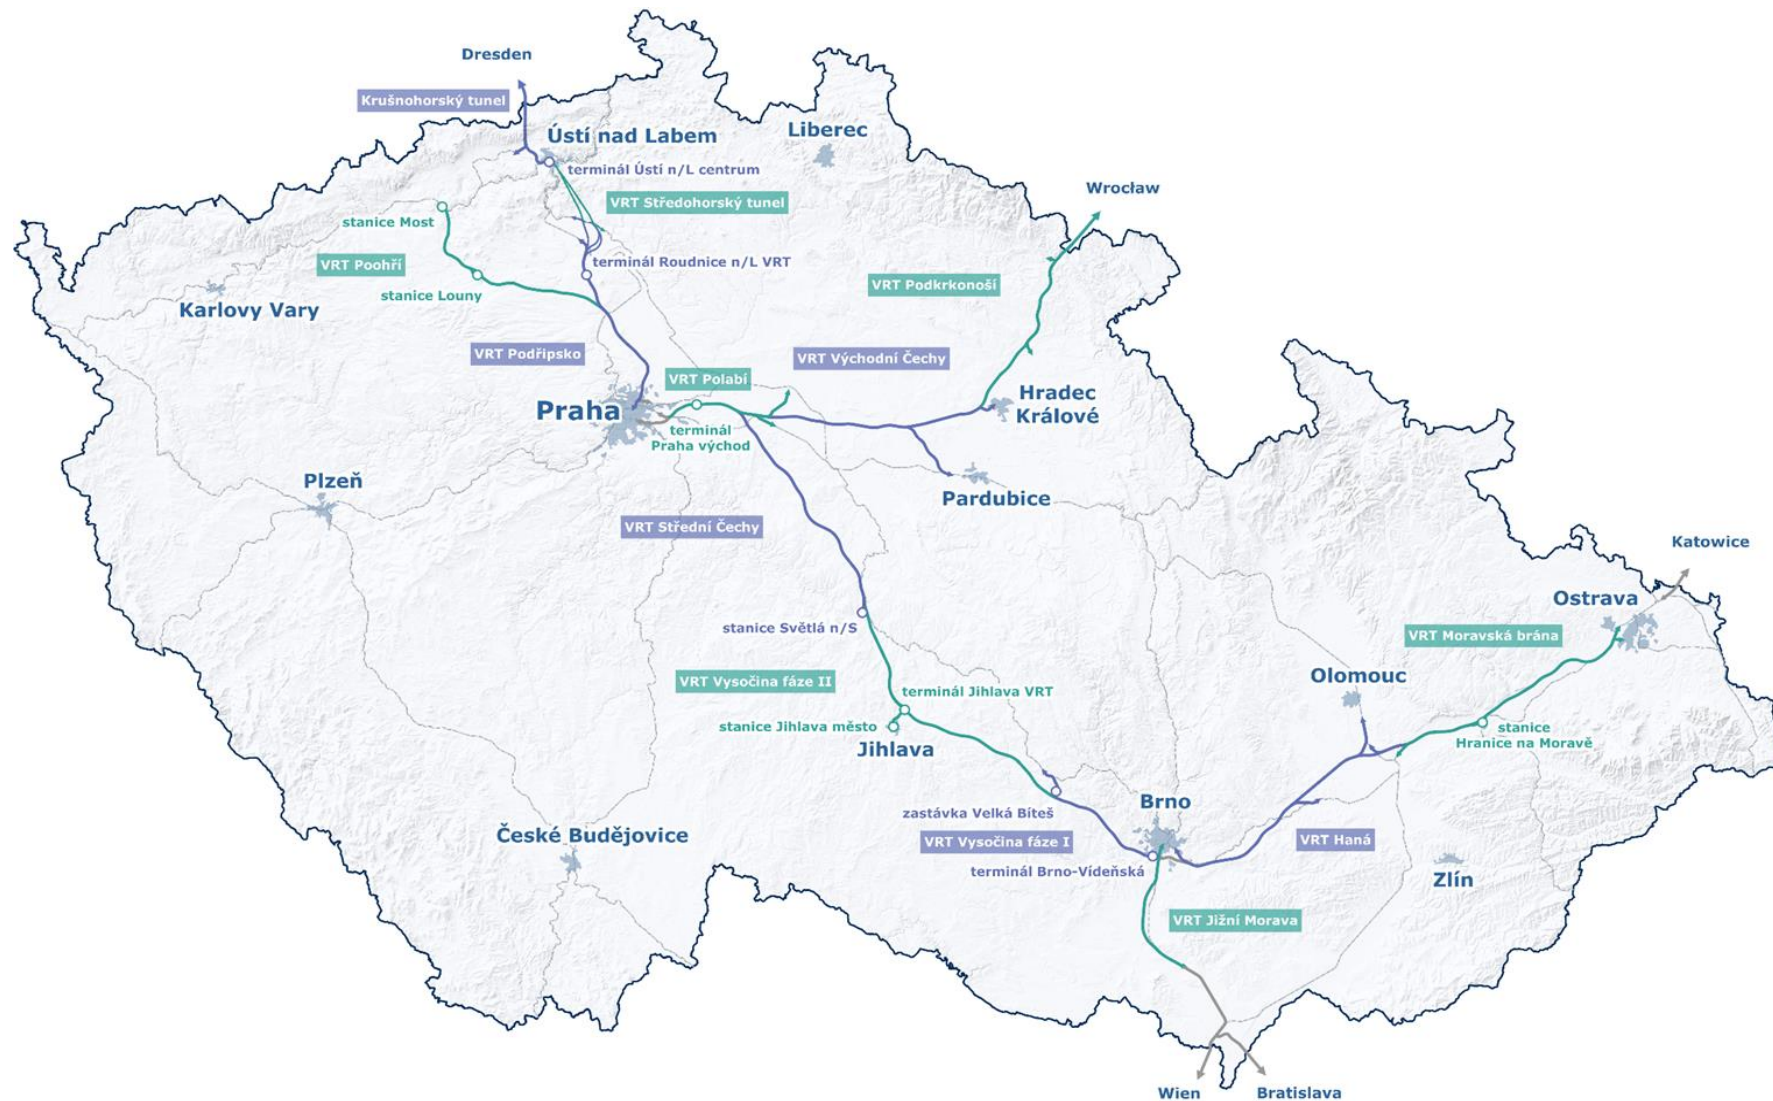 Dresden
Krušnohorský tunel
Ústí nad Labem
Liberec
terminál Ústí n/L centrum
Wrocław
VRT Středohorský tunel
stanice Most
VRT Poohří
terminál Roudnice n/L VRT
VRT Podkrkonoší
stanice Louny
Karlovy Vary
VRT Podřipsko
VRT Východní Čechy
VRT Polabí
Praha
Hradec
Králové
terminál
Praha východ
Plzeň
Pardubice
VRT Střední Čechy
Katowice
Ostrava
stanice Světlá n/S
VRT Moravská brána
Olomouc
VRT Vysočina fáze II
terminál Jihlava VRT
stanice Jihlava město
Jihlava
stanice
Hranice na Moravě
Brno
zastávka Velká Bíteš
České Budějovice
VRT Vysočina fáze I
VRT Haná
terminál Brno-Vídeňská
Zlín
VRT Jižní Morava
Wien
Bratislava